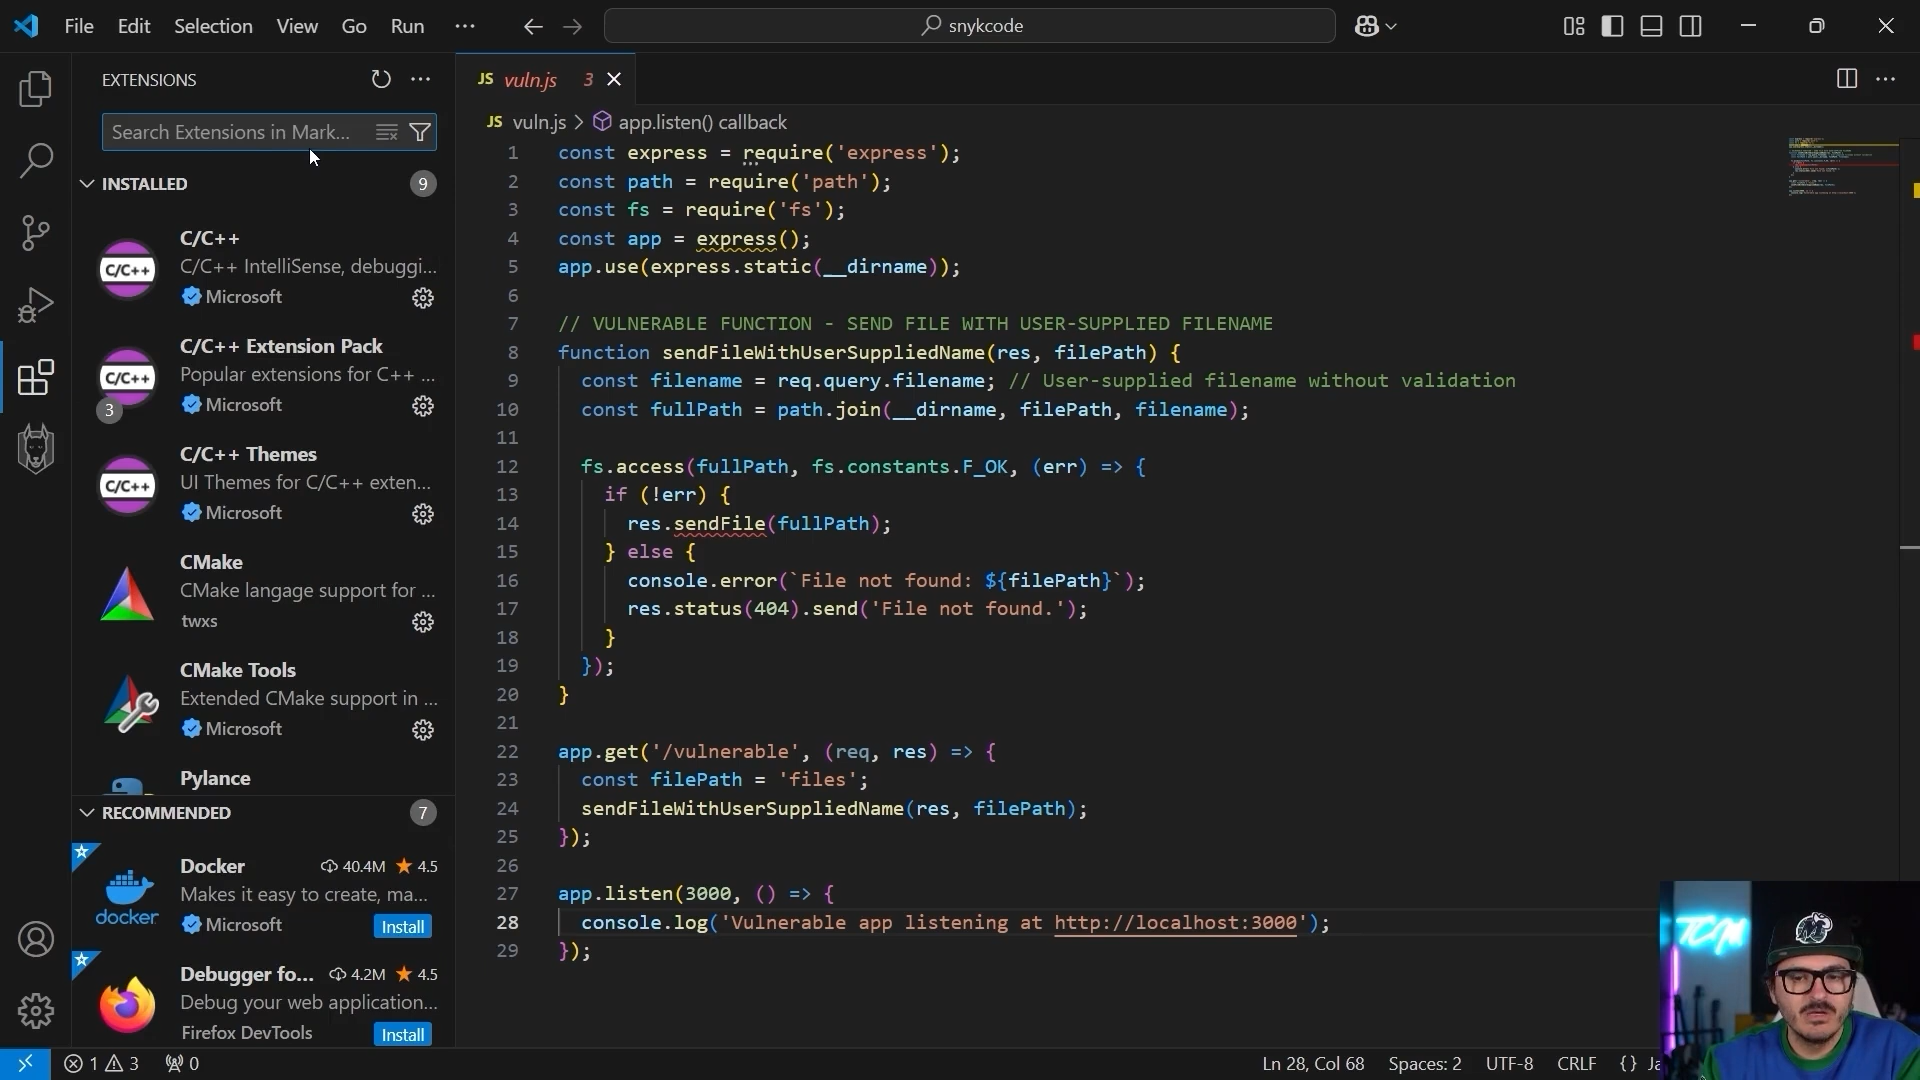 File Edit Selection View Go Run ... snykcode
EXTENSIONS
Search Extensions in Mark...
INSTALLED 9
C/C++
C/C++ IntelliSense, debuggi...
Microsoft
C/C++
C/C++ Extension Pack
Popular extensions for C++ ...
Microsoft
C/C++
3
C/C++ Themes
UI Themes for C/C++ exten...
Microsoft
C/C++
CMake
CMake langage support for ...
twxs
CMake Tools
Extended CMake support in ...
Microsoft
Pylance
RECOMMENDED 7
Docker 40.4M 4.5
Makes it easy to create, ma...
Microsoft Install
docker
Debugger fo... 4.2M 4.5
Debug your web application...
Firefox DevTools Install
JS vuln.js 3
JS vuln.js > app.listen() callback
1 const express = require('express');
2 const path = require('path');
3 const fs = require('fs');
4 const app = express();
5 app.use(express.static(__dirname));
6
7 // VULNERABLE FUNCTION - SEND FILE WITH USER-SUPPLIED FILENAME
8 function sendFileWithUserSuppliedName(res, filePath) {
9 const filename = req.query.filename; // User-supplied filename without validation
10 const fullPath = path.join(__dirname, filePath, filename);
11
12 fs.access(fullPath, fs.constants.F_OK, (err) => {
13 if (!err) {
14 res.sendFile(fullPath);
15 } else {
16 console.error(`File not found: ${filePath}`);
17 res.status(404).send('File not found.');
18 }
19 });
20 }
21
22 app.get('/vulnerable', (req, res) => {
23 const filePath = 'files';
24 sendFileWithUserSuppliedName(res, filePath);
25 });
26
27 app.listen(3000, () => {
28 console.log('Vulnerable app listening at http://localhost:3000');
29 });
TCM
1 3 0 Ln 28, Col 68 Spaces: 2 UTF-8 CRLF {} Ja